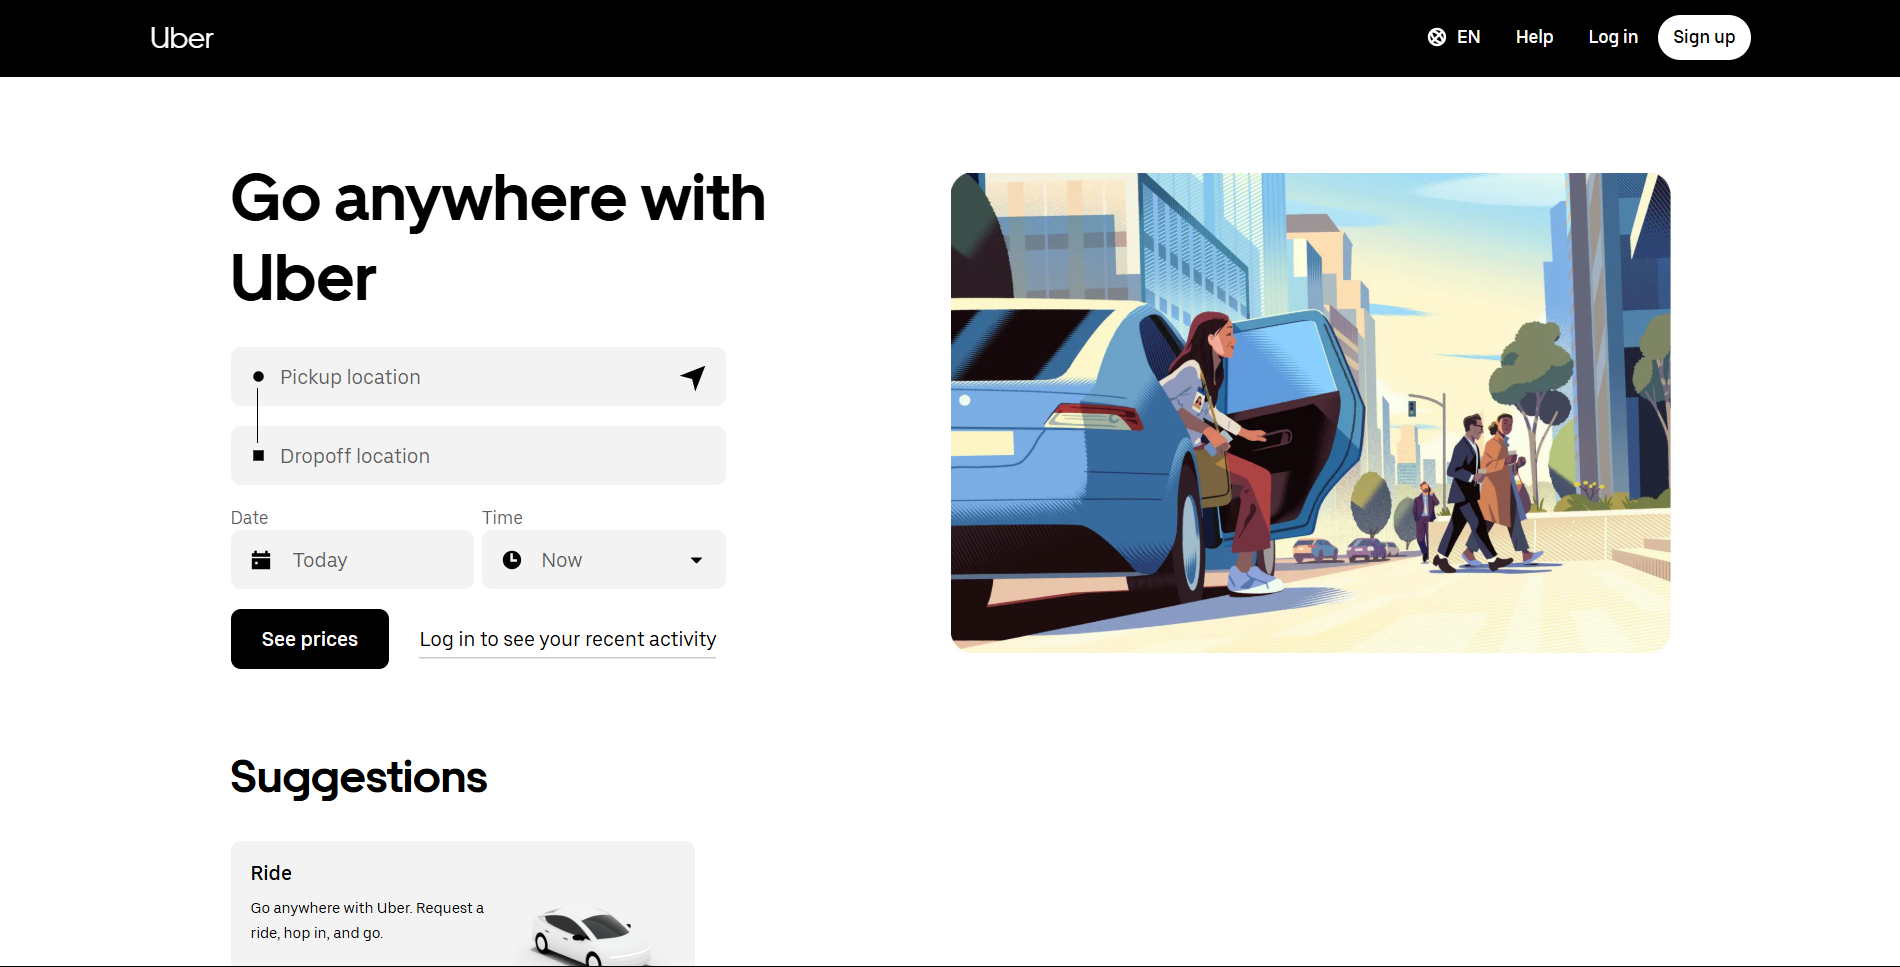 Uber
EN
Help
Log in
Sign up
Go anywhere with
Uber
Pickup location
Dropoff location
Date
Time
Today
Now
See prices
Log in to see your recent activity
Suggestions
Ride
Go anywhere with Uber. Request a
ride, hop in, and go.